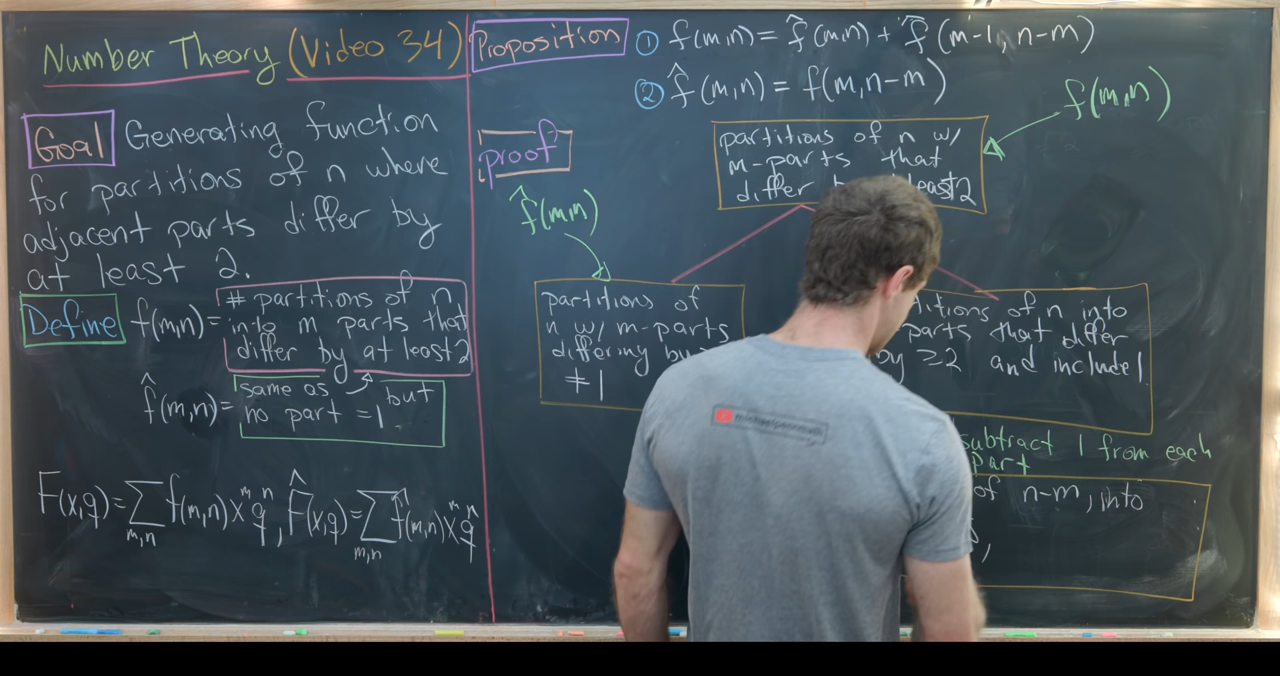 Number Theory (Video 34)
Goal Generating function
for partitions of n where
adjacent parts differ by
at least 2.
Define f(m,n) = # partitions of n
into m parts that
differ by at least 2
f̂(m,n) = same as but
no part = 1
F(x,q) = ∑ f(m,n) x^m q^n, F̂(x,q) = ∑ f̂(m,n) x^m q^n
m,n m,n
Proposition ① f(m,n) = f̂(m,n) + f̂(m-1, n-m)
② f̂(m,n) = f(m,n-m)
f(m,n)
proof
partitions of n w/
m-parts that
differ least 2
f̂(m,n)
partitions of
n w/ m-parts
differing by
≠ 1
itions of n into
parts that differ
by ≥2 and include 1
subtract 1 from each
part
of n-m, into